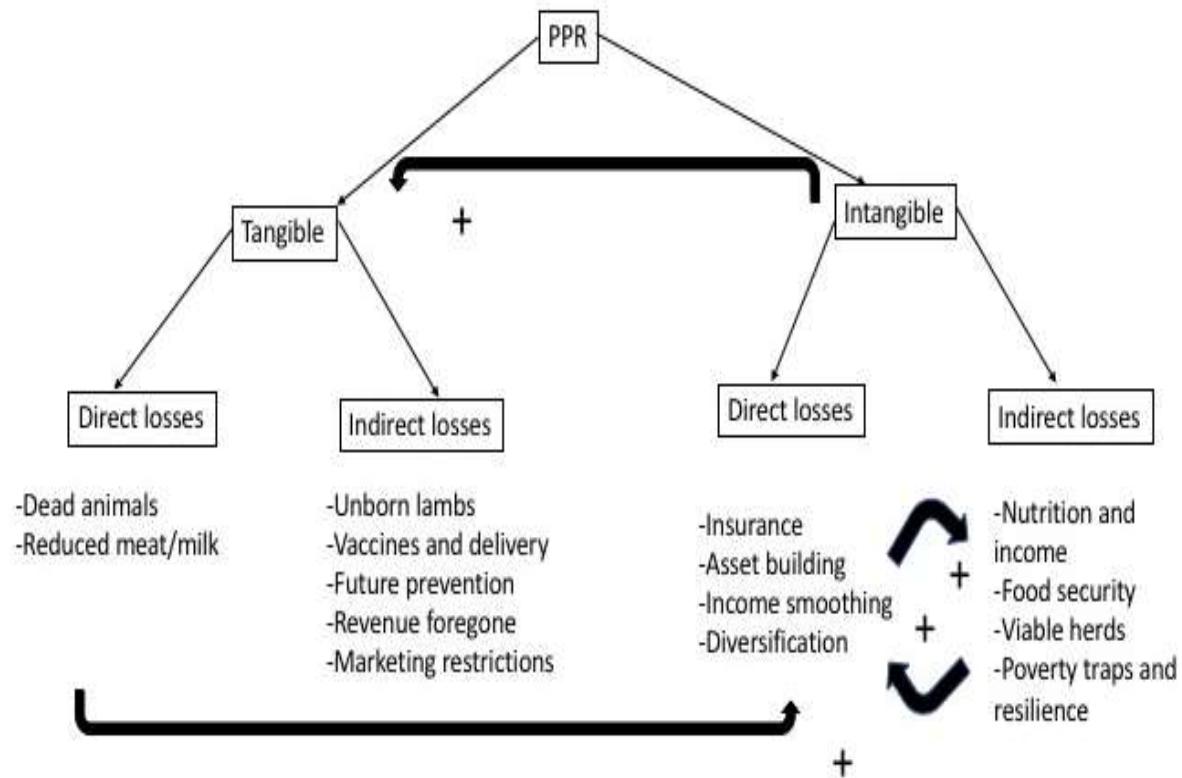 PPR
+
Tangible
Intangible
Direct losses
Indirect losses
Direct losses
Indirect losses
-Dead animals
-Reduced meat/milk
-Unborn lambs
-Vaccines and delivery
-Future prevention
-Revenue foregone
-Marketing restrictions
-Insurance
-Asset building
-Income smoothing
-Diversification
+
+
-Nutrition and
income
-Food security
-Viable herds
-Poverty traps and
resilience
+